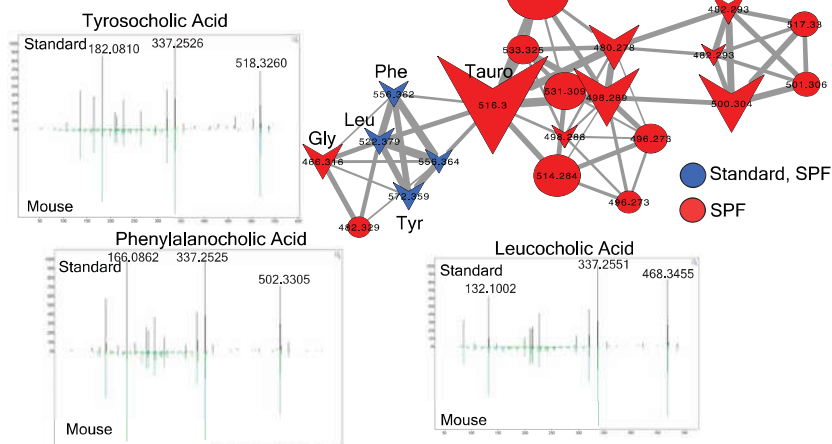 Tyrosocholic Acid
Standard
182.0810
337.2526
518.3260
Mouse
Phe
556.362
Leu
522.379
Gly
466.316
556.364
572.359
Tyr
482.329
Tauro
516.3
533.325
480.278
531.309
498.289
498.288
496.273
514.284
496.273
482.293
517.33
482.293
501.306
500.304
Standard, SPF
SPF
Phenylalanocholic Acid
Standard
166.0862
337.2525
502.3305
Mouse
Leucocholic Acid
Standard
132.1002
337.2551
468.3455
Mouse